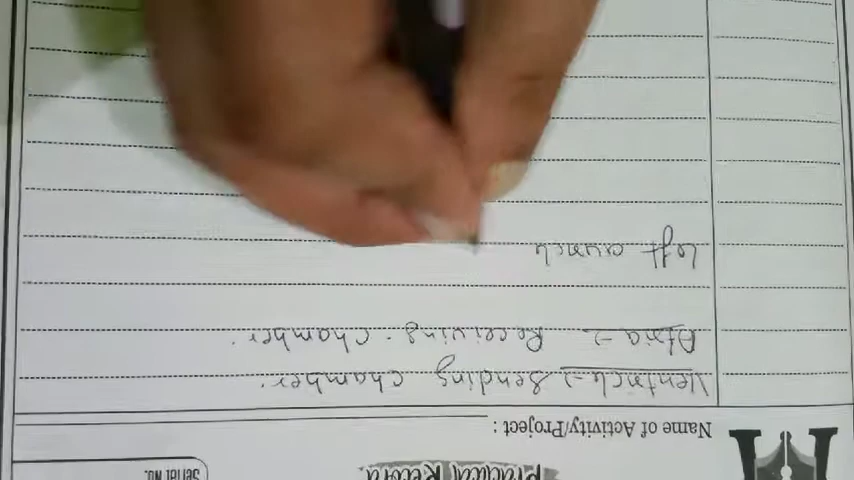 Practical Record
Serial No.
Name of Activity/Project :
Ventricle → Sending chamber.
Atria → Receiving chamber.
Left auricle